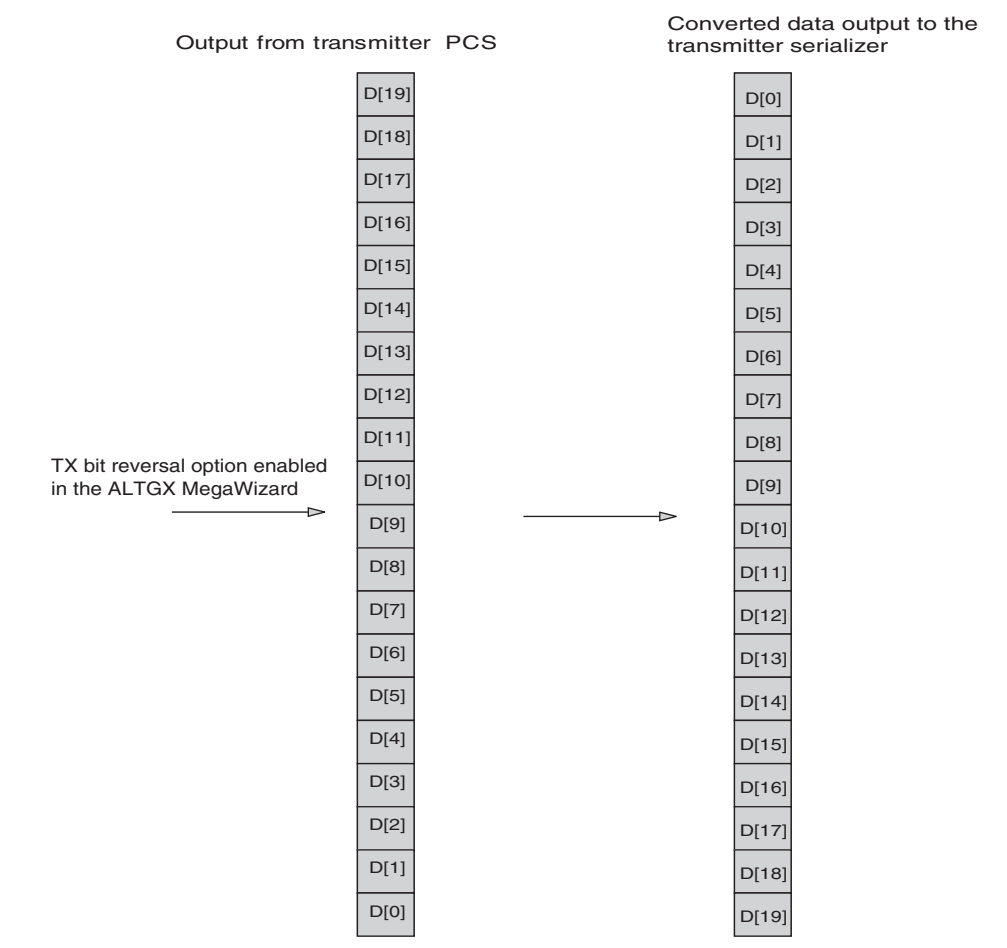 Output from transmitter PCS
Converted data output to the
transmitter serializer
TX bit reversal option enabled
in the ALTGX MegaWizard
D[19]
D[18]
D[17]
D[16]
D[15]
D[14]
D[13]
D[12]
D[11]
D[10]
D[9]
D[8]
D[7]
D[6]
D[5]
D[4]
D[3]
D[2]
D[1]
D[0]
D[0]
D[1]
D[2]
D[3]
D[4]
D[5]
D[6]
D[7]
D[8]
D[9]
D[10]
D[11]
D[12]
D[13]
D[14]
D[15]
D[16]
D[17]
D[18]
D[19]